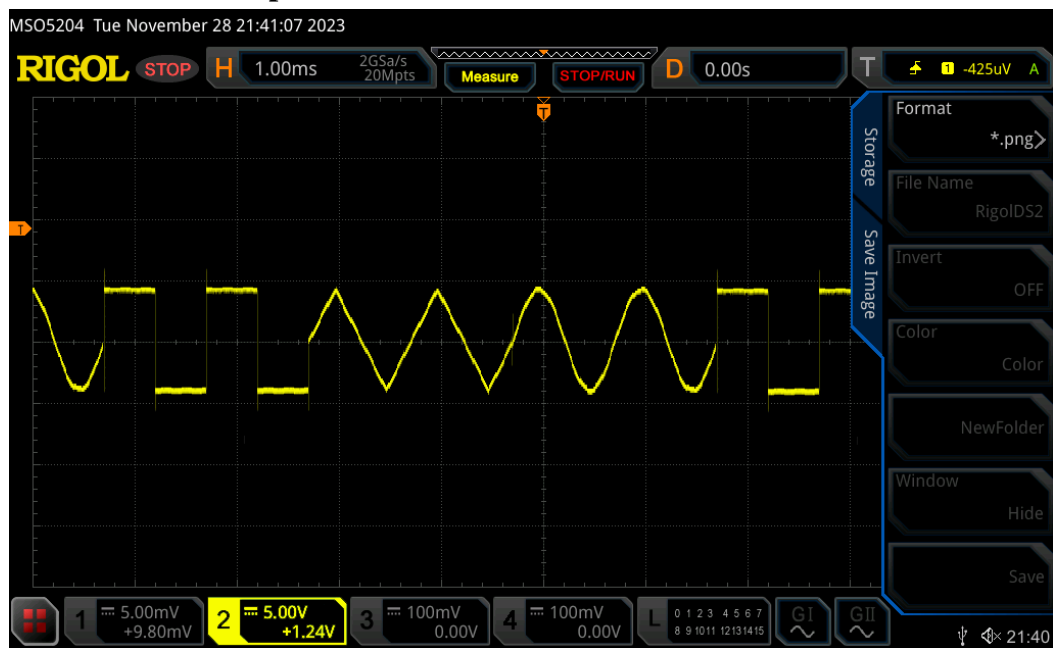 MSO5204 Tue November 28 21:41:07 2023
RIGOL STOP H 1.00ms 2GSa/s 20Mpts Measure STOP/RUN D 0.00s T 1 -425uV A
T
T
Storage
Save Image
Format
*.png
File Name
RigolDS2
Invert
OFF
Color
Color
NewFolder
Window
Hide
Save
1 5.00mV +9.80mV
2 5.00V +1.24V
3 100mV 0.00V
4 100mV 0.00V
L 0 1 2 3 4 5 6 7
8 9 10 11 12 13 14 15
GI GII
21:40